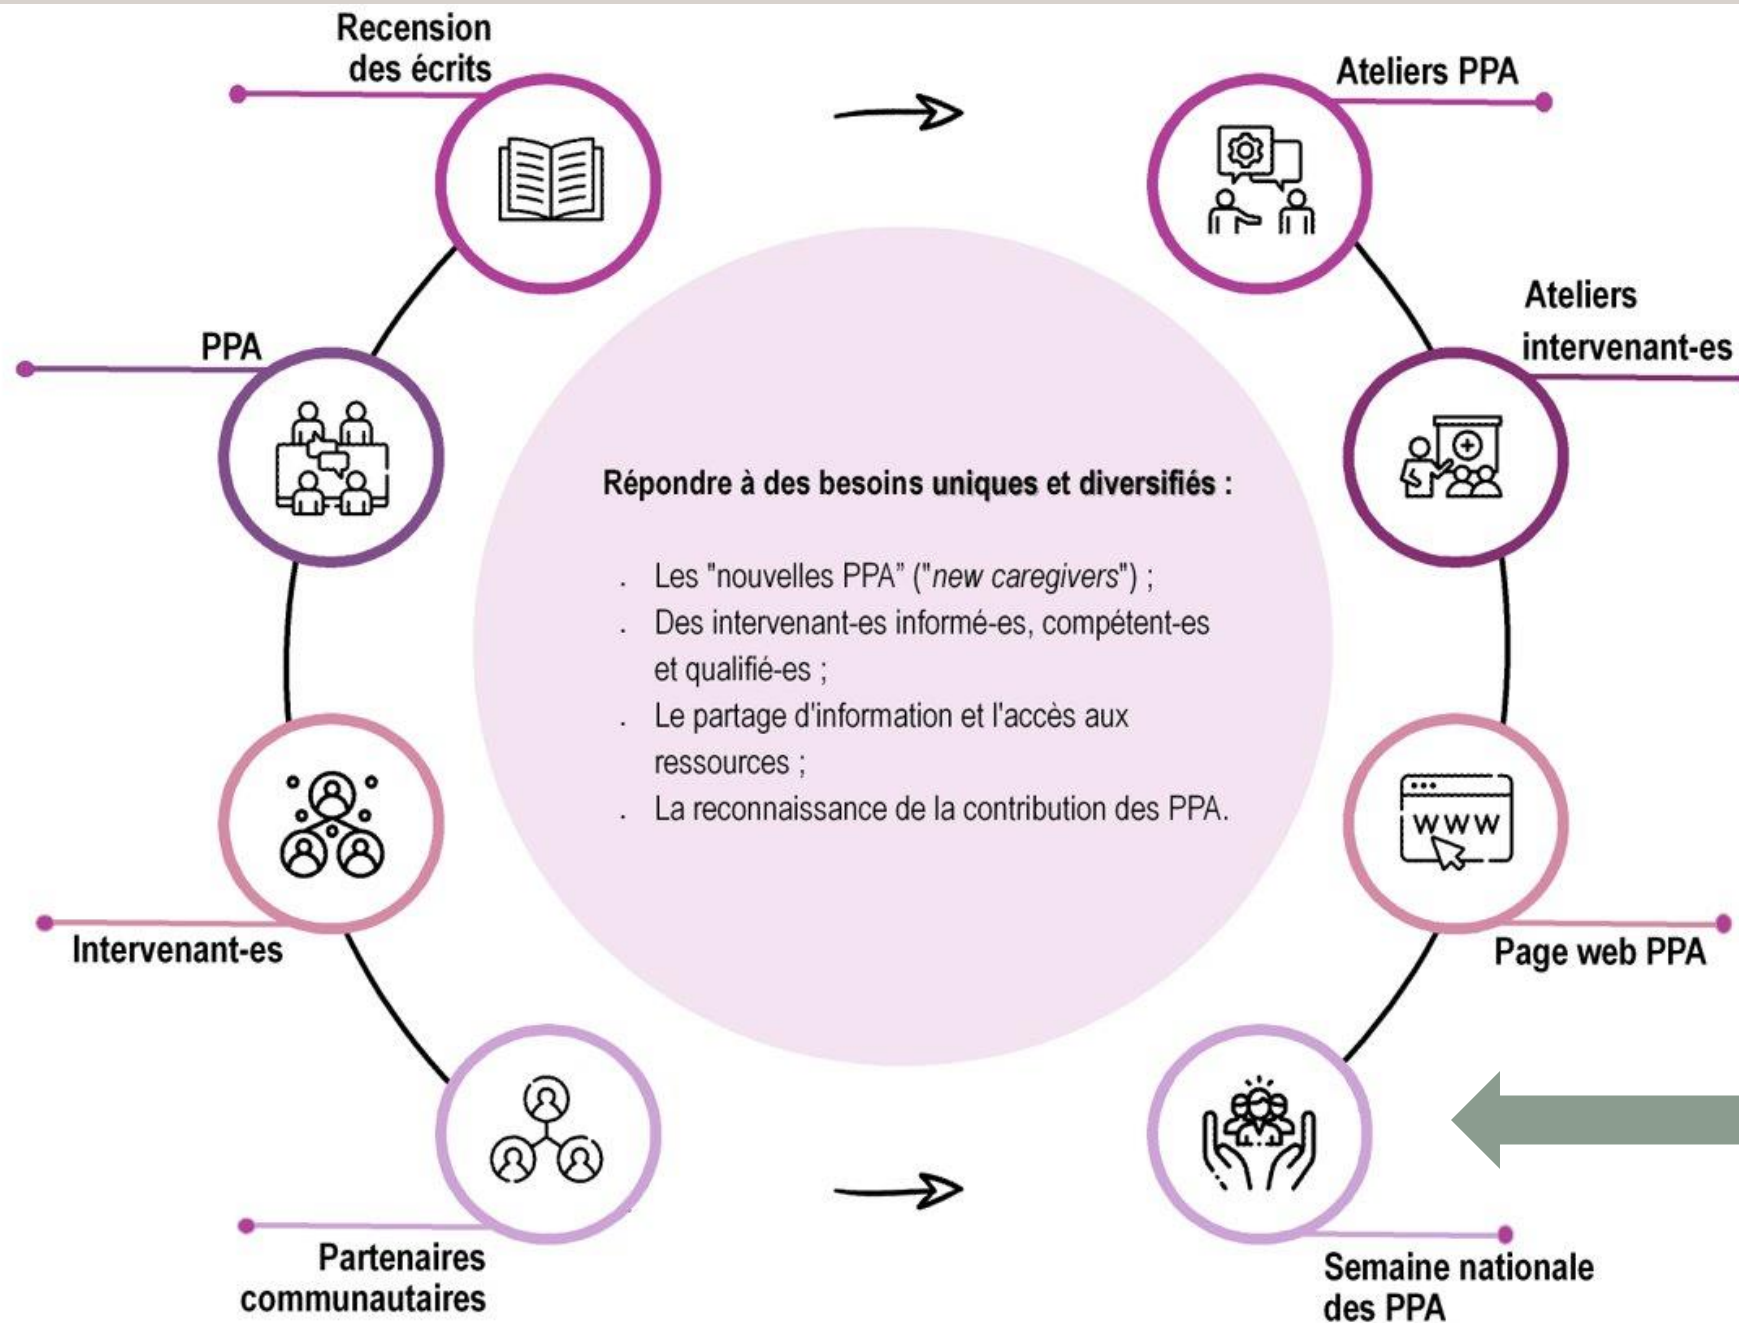 Recension
des écrits
Ateliers PPA
Ateliers
intervenant-es
PPA
Répondre à des besoins uniques et diversifiés :
. Les "nouvelles PPA” ("new caregivers") ;
. Des intervenant-es informé-es, compétent-es
et qualifié-es ;
. Le partage d'information et l'accès aux
ressources ;
. La reconnaissance de la contribution des PPA.
WWW
Intervenant-es
Page web PPA
Partenaires
communautaires
Semaine nationale
des PPA